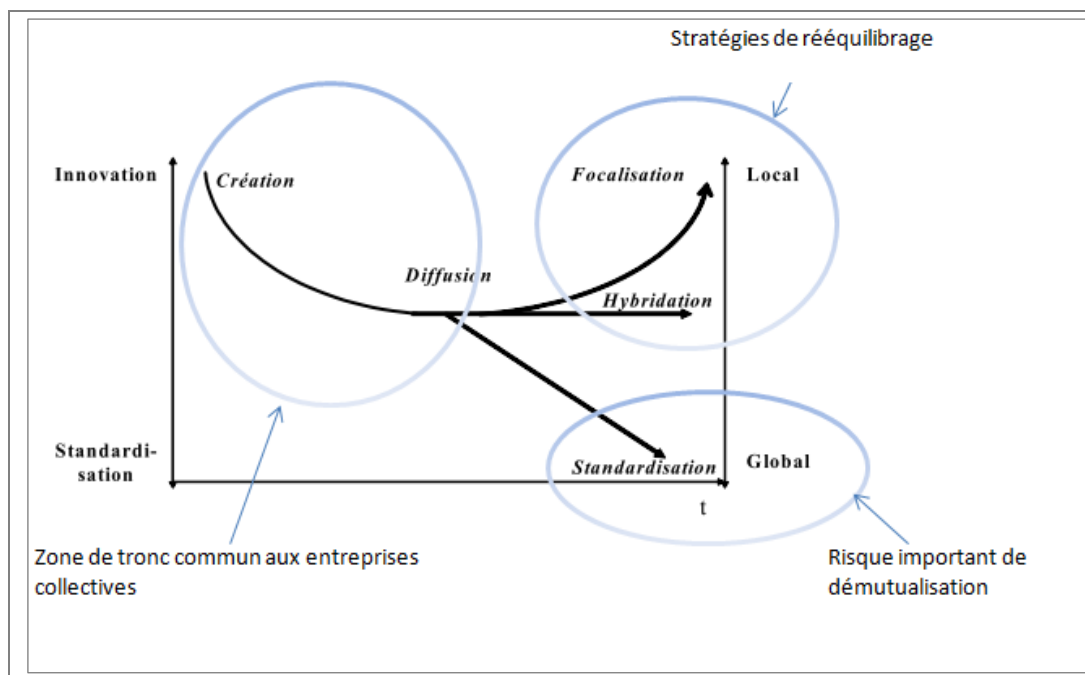 Stratégies de rééquilibrage
Innovation
Création
Focalisation
Local
Diffusion
Hybridation
Standardi-
sation
Standardisation
Global
t
Zone de tronc commun aux entreprises
collectives
Risque important de
démutualisation